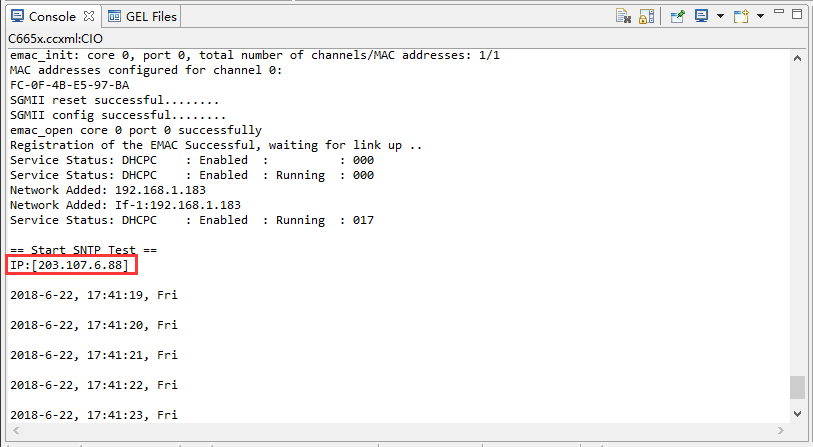 Console
GEL Files
C665x.ccxml:CIO
emac_init: core 0, port 0, total number of channels/MAC addresses: 1/1
MAC addresses configured for channel 0:
FC-0F-4B-E5-97-BA
SGMII reset successful........
SGMII config successful........
emac_open core 0 port 0 successfully
Registration of the EMAC Successful, waiting for link up ..
Service Status: DHCPC    : Enabled  :          : 000
Service Status: DHCPC    : Enabled  : Running  : 000
Network Added: 192.168.1.183
Network Added: If-1:192.168.1.183
Service Status: DHCPC    : Enabled  : Running  : 017
== Start SNTP Test ==
IP:[203.107.6.88]
2018-6-22, 17:41:19, Fri
2018-6-22, 17:41:20, Fri
2018-6-22, 17:41:21, Fri
2018-6-22, 17:41:22, Fri
2018-6-22, 17:41:23, Fri